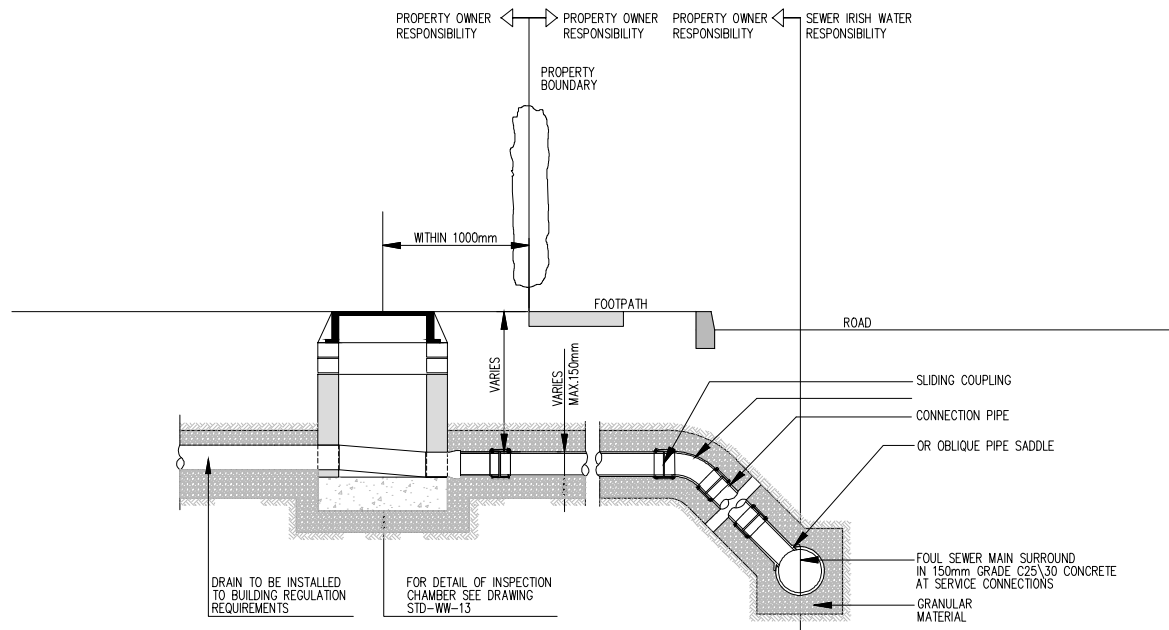 PROPERTY OWNER
RESPONSIBILITY
PROPERTY OWNER
RESPONSIBILITY
PROPERTY OWNER
RESPONSIBILITY
SEWER IRISH WATER
RESPONSIBILITY
PROPERTY
BOUNDARY
WITHIN 1000mm
FOOTPATH
ROAD
VARIES
VARIES
MAX.150mm
SLIDING COUPLING
CONNECTION PIPE
OR OBLIQUE PIPE SADDLE
FOUL SEWER MAIN SURROUND
IN 150mm GRADE C25\30 CONCRETE
AT SERVICE CONNECTIONS
GRANULAR
MATERIAL
DRAIN TO BE INSTALLED
TO BUILDING REGULATION
REQUIREMENTS
FOR DETAIL OF INSPECTION
CHAMBER SEE DRAWING
STD-WW-13